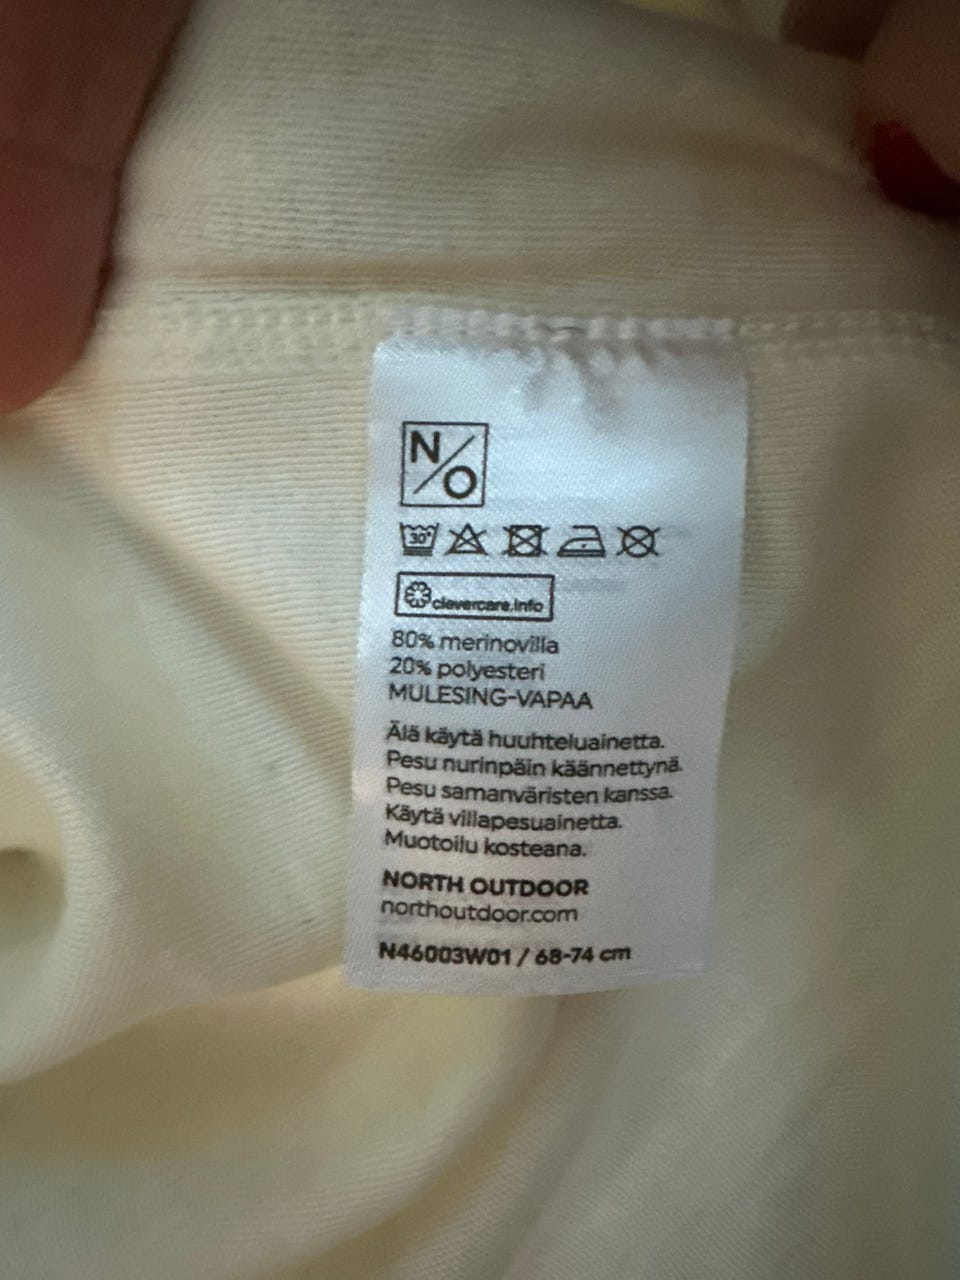 N/O
30°
clevercare.info
80% merinovilla
20% polyesteri
MULESING-VAPAA
Älä käytä huuhteluainetta.
Pesu nurinpäin käännettynä.
Pesu samanväristen kanssa.
Käytä villapesuainetta.
Muotoilu kosteana.
NORTH OUTDOOR
northoutdoor.com
N46003W01 / 68-74 cm